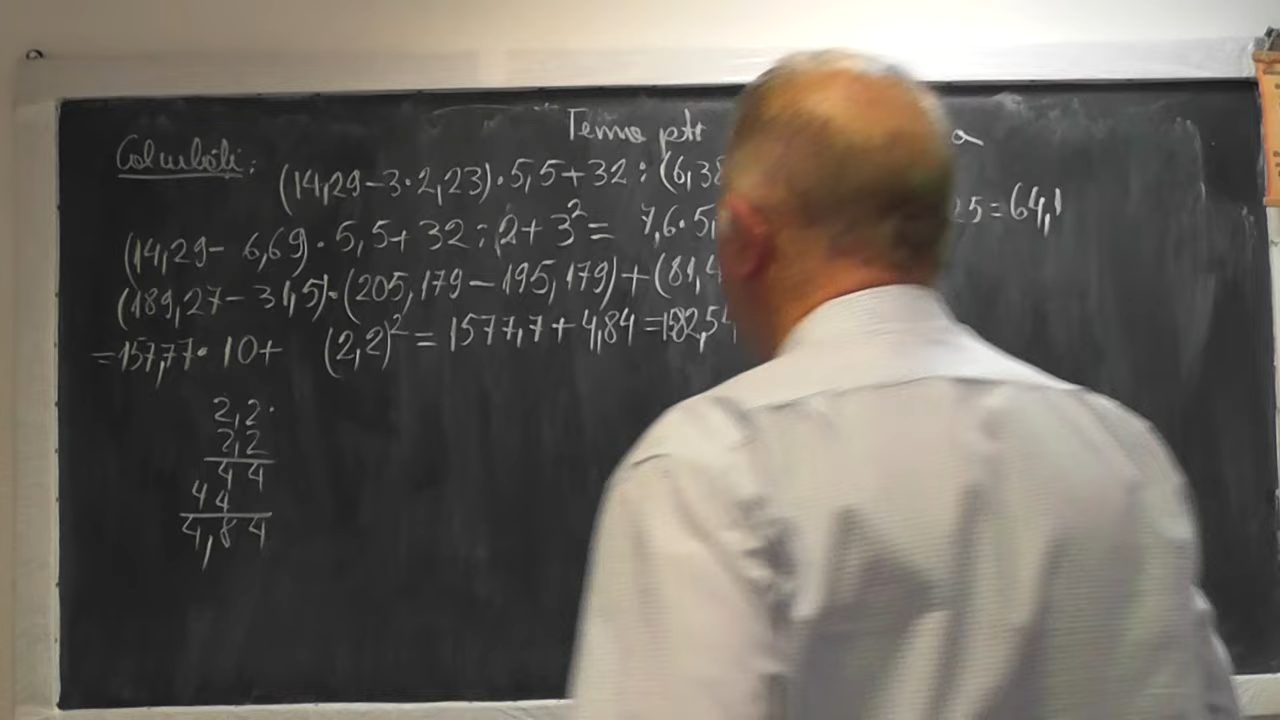 Tema ptr a
Calculați: (14,29-3·2,23)·5,5+32:(6,38
(14,29-6,69)·5,5+32:2+3²= 7,6·5, 25=64,1
(189,27-31,5)·(205,179-195,179)+(81,4
=157,77·10+ (2,2)²=1577,7+4,84=1582,54
2,2·
2,2
44
44
4,84